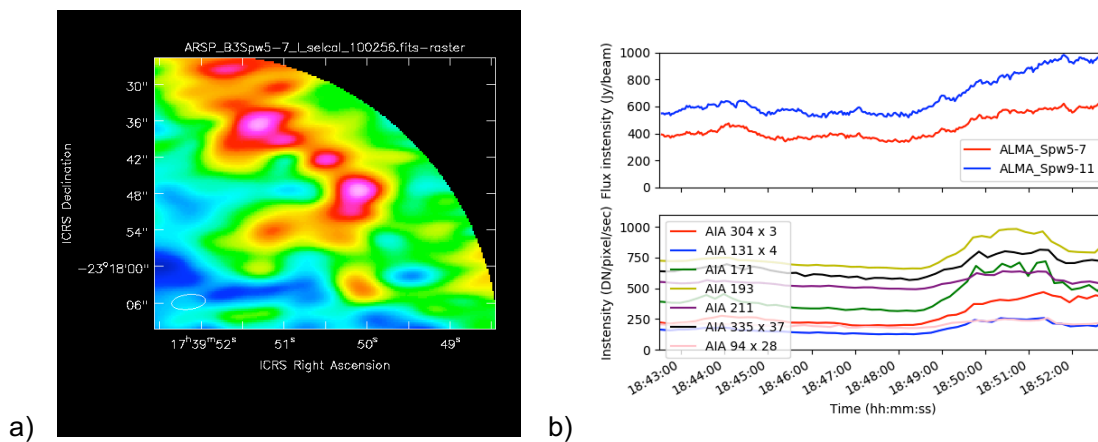 ARSP_B3Spw5-7_I_selcal_100256.fits-raster
30"
36"
42"
48"
54"
-23°18'00"
06"
ICRS Declination
17ʰ39ᵐ52ˢ
51ˢ
50ˢ
49ˢ
ICRS Right Ascension
a)
1000
800
600
400
200
0
Flux instensity (Jy/beam)
ALMA_Spw5-7
ALMA_Spw9-11
1000
750
500
250
0
Instensity (DN/pixel/sec)
AIA 304 x 3
AIA 131 x 4
AIA 171
AIA 193
AIA 211
AIA 335 x 37
AIA 94 x 28
18:43:00
18:44:00
18:45:00
18:46:00
18:47:00
18:48:00
18:49:00
18:50:00
18:51:00
18:52:00
Time (hh:mm:ss)
b)